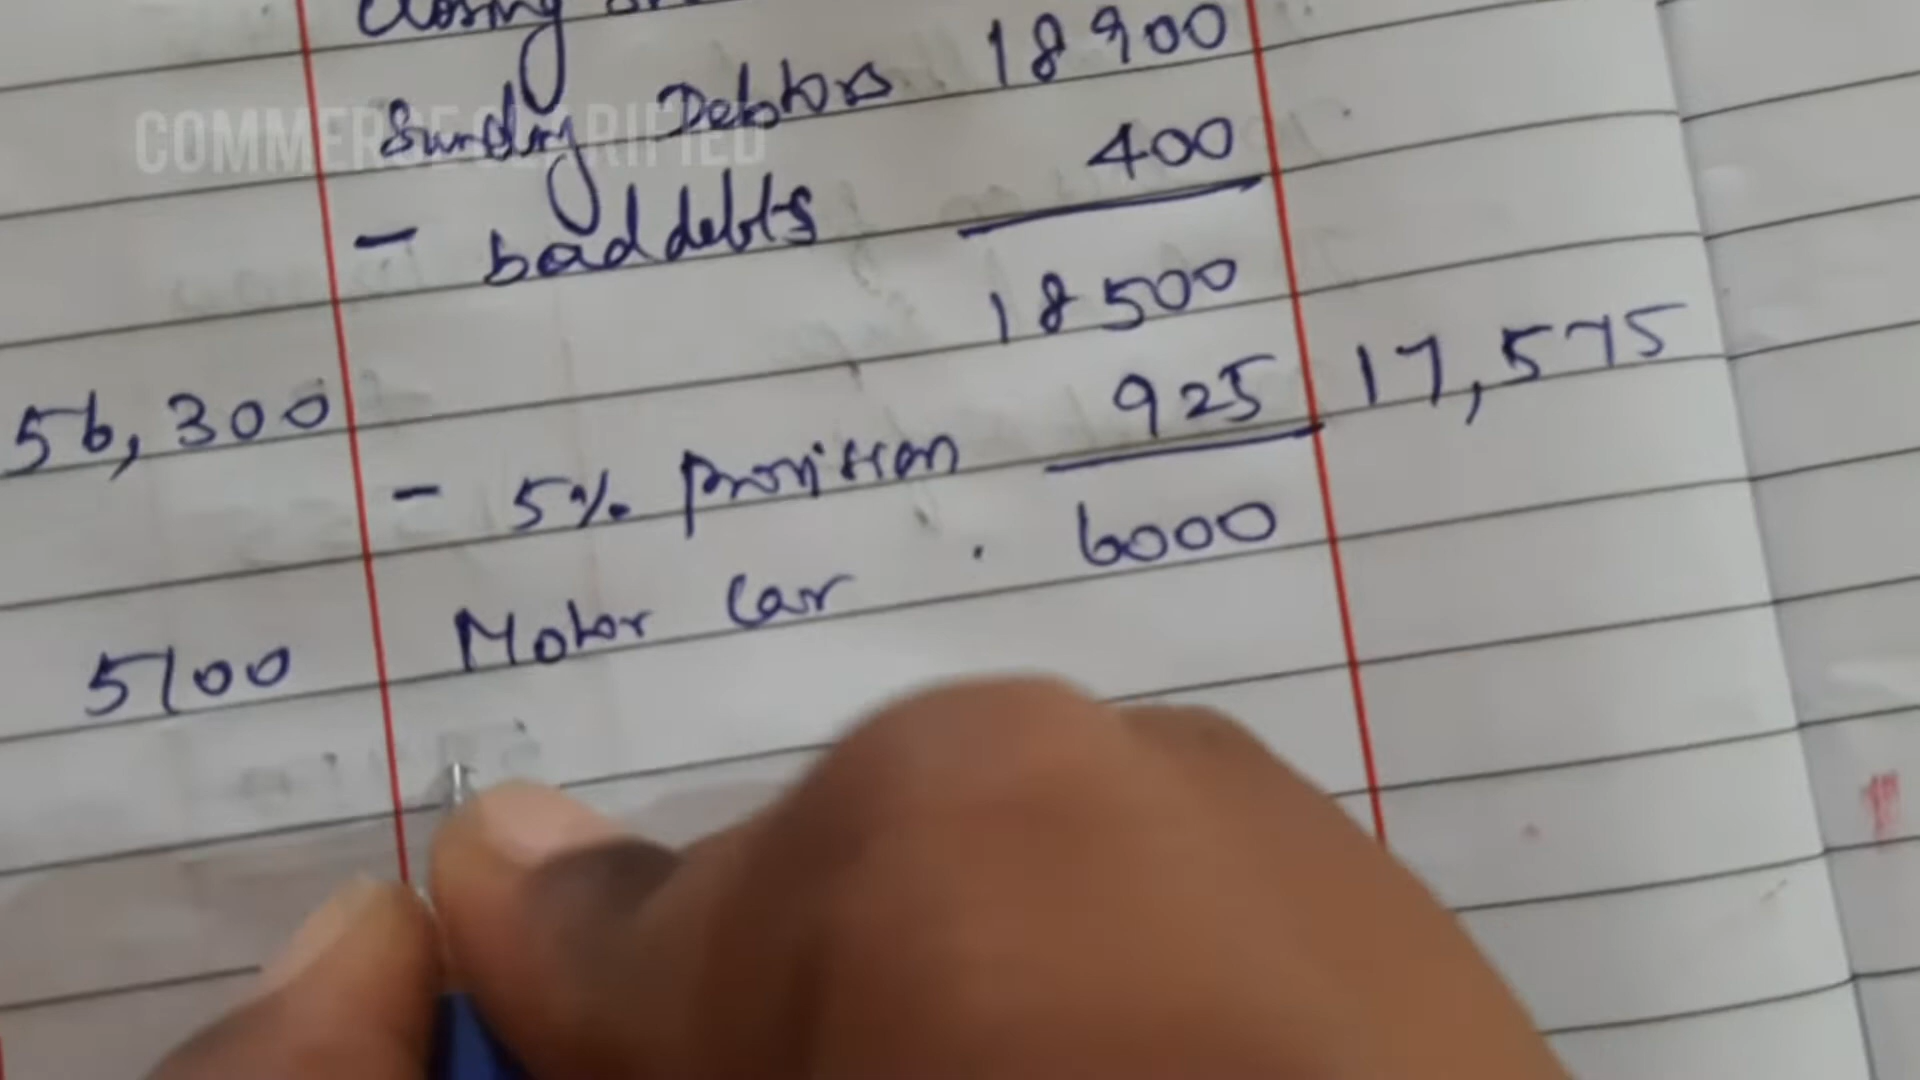 Closing
Sundry Debtors 18900
COMMERCE CLARIFIED
- bad debts 400
18500
56,300
- 5% provision 925 17,575
5100 Motor Car 6000